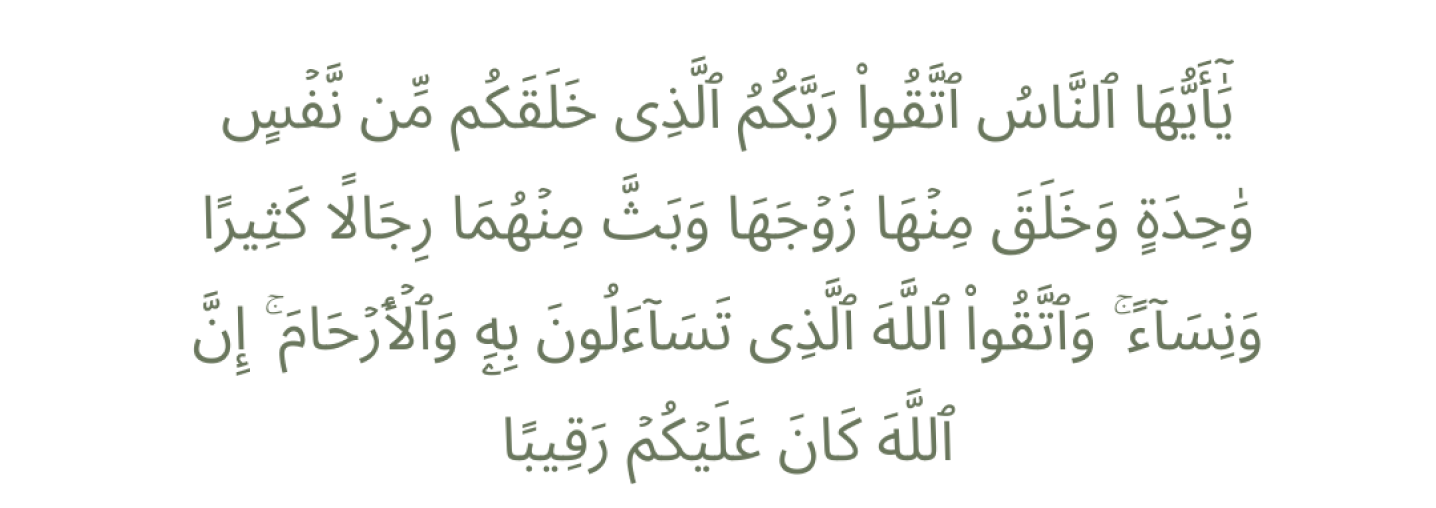 يَٰٓأَيُّهَا ٱلنَّاسُ ٱتَّقُوا۟ رَبَّكُمُ ٱلَّذِى خَلَقَكُم مِّن نَّفْسٍ
وَٰحِدَةٍ وَخَلَقَ مِنْهَا زَوْجَهَا وَبَثَّ مِنْهُمَا رِجَالًا كَثِيرًا
وَنِسَآءً ۚ وَٱتَّقُوا۟ ٱللَّهَ ٱلَّذِى تَسَآءَلُونَ بِهِۦ وَٱلْأَرْحَامَ ۚ إِنَّ
ٱللَّهَ كَانَ عَلَيْكُمْ رَقِيبًا